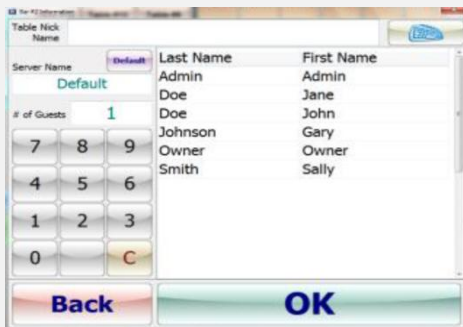 Table Nick
Name
Server Name
Default
Default
# of Guests
1
7 8 9
4 5 6
1 2 3
0 C
Last Name First Name
Admin Admin
Doe Jane
Doe John
Johnson Gary
Owner Owner
Smith Sally
Back
OK